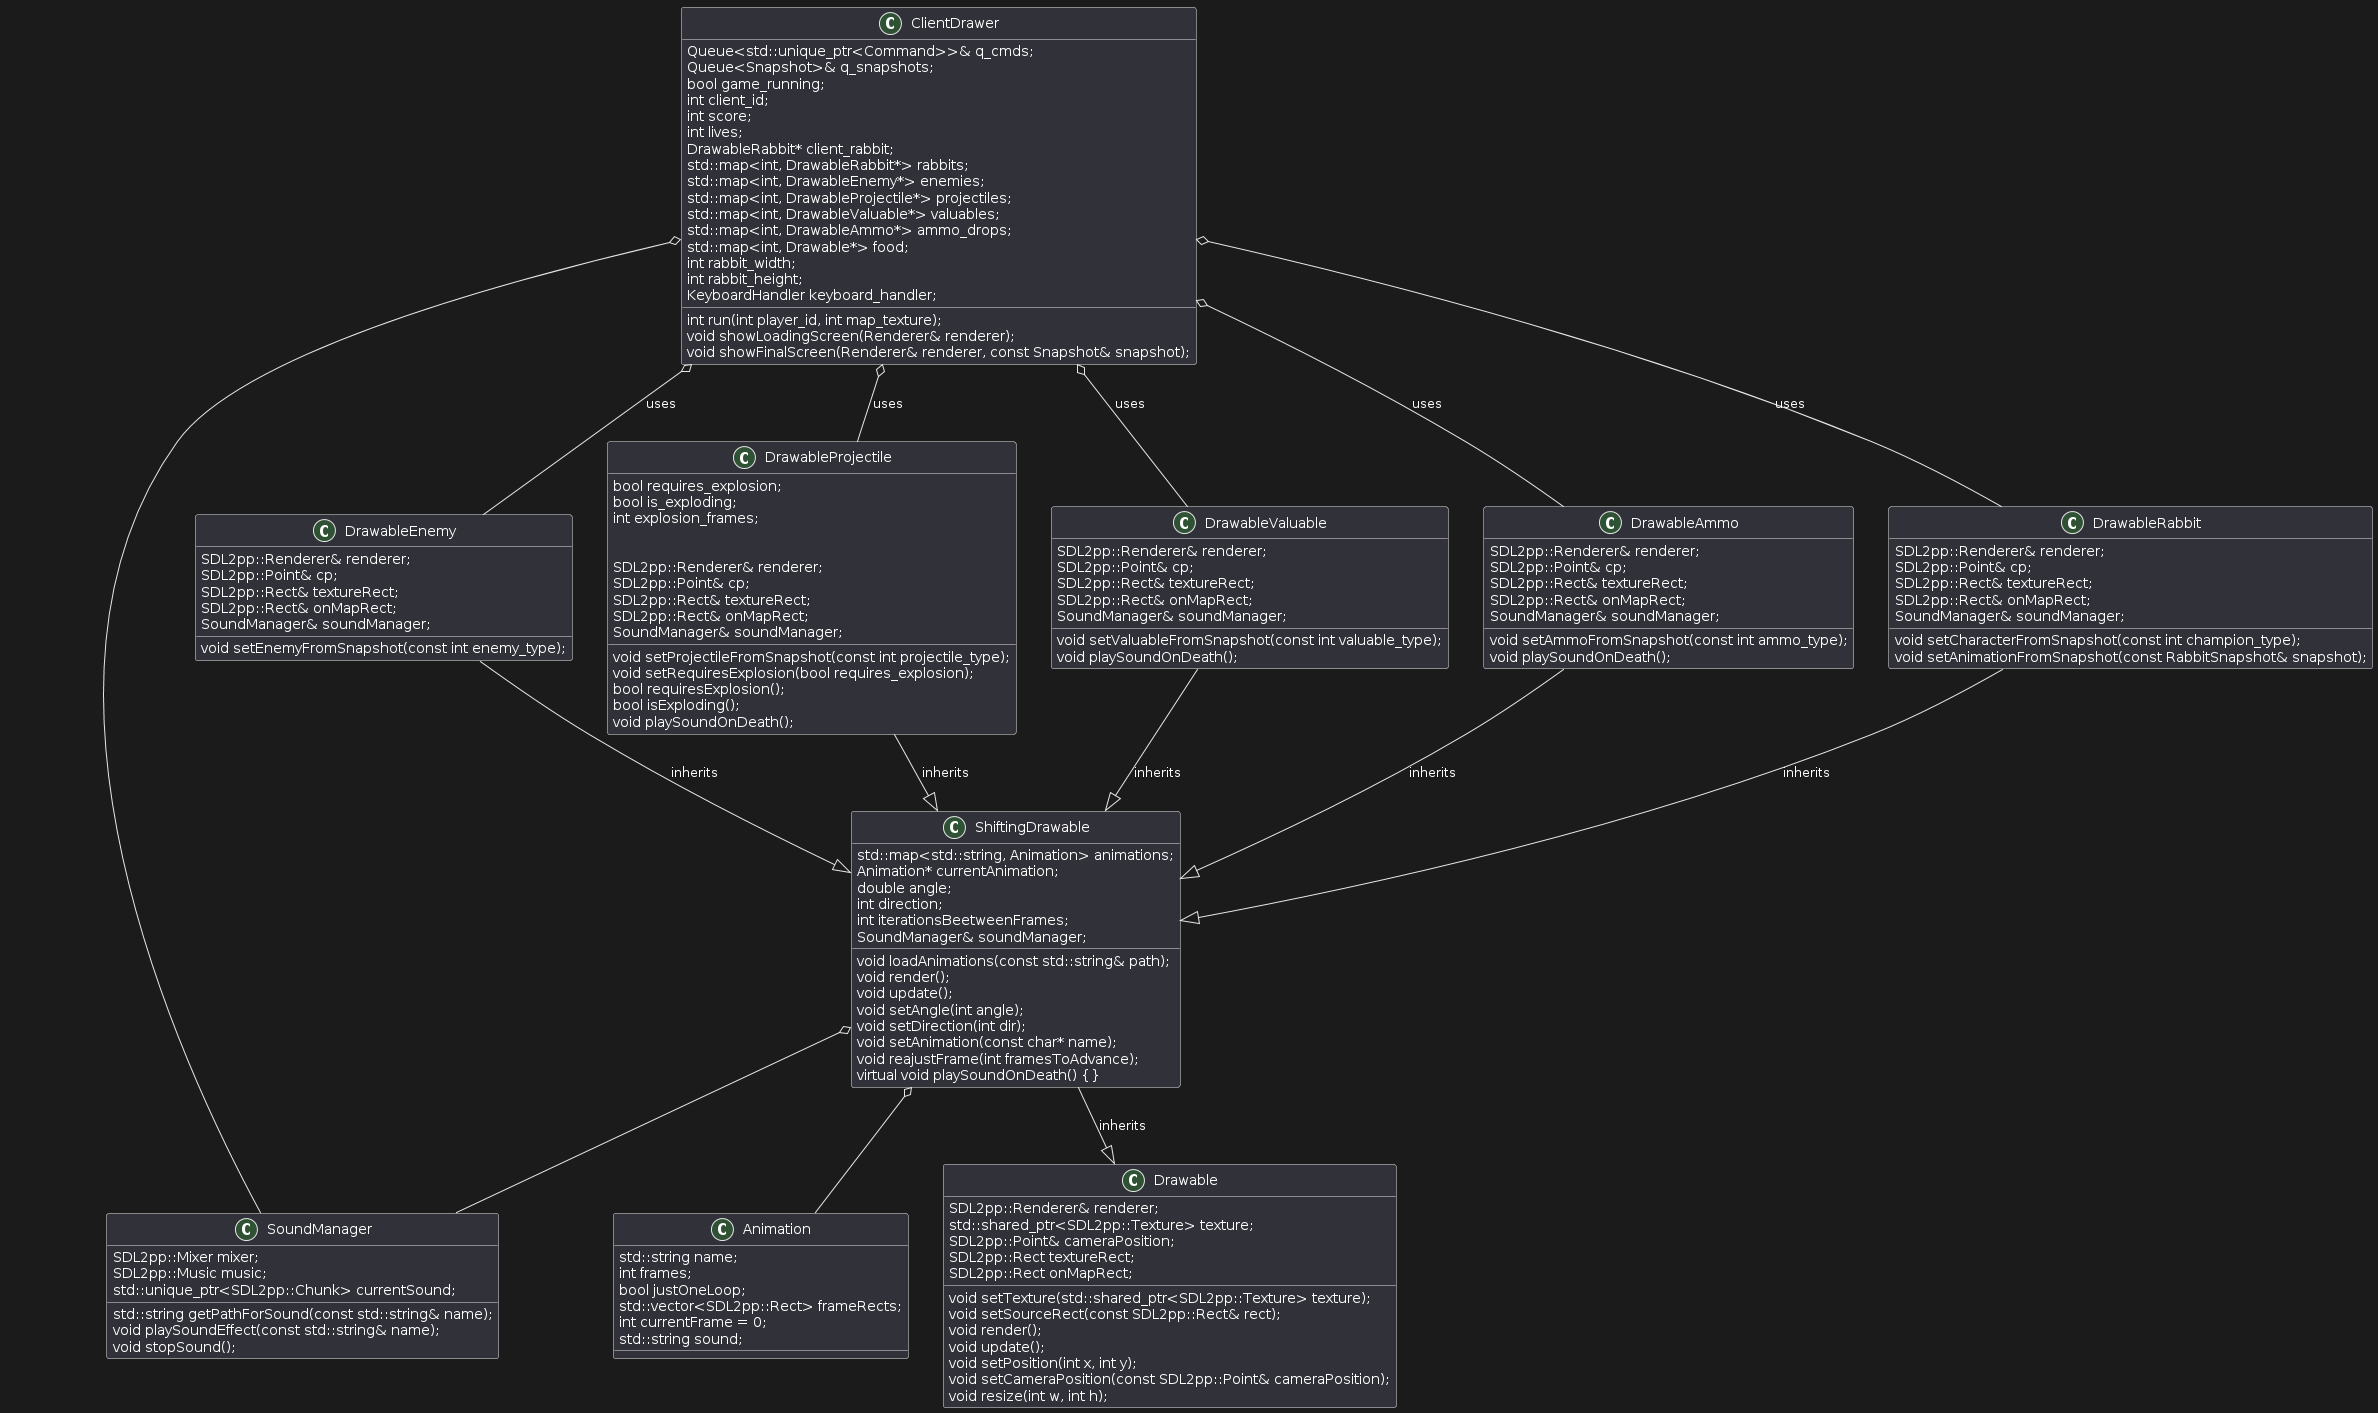 C ClientDrawer
Queue<std::unique_ptr<Command>>& q_cmds;
Queue<Snapshot>& q_snapshots;
bool game_running;
int client_id;
int score;
int lives;
DrawableRabbit* client_rabbit;
std::map<int, DrawableRabbit*> rabbits;
std::map<int, DrawableEnemy*> enemies;
std::map<int, DrawableProjectile*> projectiles;
std::map<int, DrawableValuable*> valuables;
std::map<int, DrawableAmmo*> ammo_drops;
std::map<int, Drawable*> food;
int rabbit_width;
int rabbit_height;
KeyboardHandler keyboard_handler;
int run(int player_id, int map_texture);
void showLoadingScreen(Renderer& renderer);
void showFinalScreen(Renderer& renderer, const Snapshot& snapshot);
uses
uses
uses
uses
uses
C DrawableEnemy
SDL2pp::Renderer& renderer;
SDL2pp::Point& cp;
SDL2pp::Rect& textureRect;
SDL2pp::Rect& onMapRect;
SoundManager& soundManager;
void setEnemyFromSnapshot(const int enemy_type);
C DrawableProjectile
bool requires_explosion;
bool is_exploding;
int explosion_frames;
SDL2pp::Renderer& renderer;
SDL2pp::Point& cp;
SDL2pp::Rect& textureRect;
SDL2pp::Rect& onMapRect;
SoundManager& soundManager;
void setProjectileFromSnapshot(const int projectile_type);
void setRequiresExplosion(bool requires_explosion);
bool requiresExplosion();
bool isExploding();
void playSoundOnDeath();
C DrawableValuable
SDL2pp::Renderer& renderer;
SDL2pp::Point& cp;
SDL2pp::Rect& textureRect;
SDL2pp::Rect& onMapRect;
SoundManager& soundManager;
void setValuableFromSnapshot(const int valuable_type);
void playSoundOnDeath();
C DrawableAmmo
SDL2pp::Renderer& renderer;
SDL2pp::Point& cp;
SDL2pp::Rect& textureRect;
SDL2pp::Rect& onMapRect;
SoundManager& soundManager;
void setAmmoFromSnapshot(const int ammo_type);
void playSoundOnDeath();
C DrawableRabbit
SDL2pp::Renderer& renderer;
SDL2pp::Point& cp;
SDL2pp::Rect& textureRect;
SDL2pp::Rect& onMapRect;
SoundManager& soundManager;
void setCharacterFromSnapshot(const int champion_type);
void setAnimationFromSnapshot(const RabbitSnapshot& snapshot);
inherits
inherits
inherits
inherits
inherits
C ShiftingDrawable
std::map<std::string, Animation> animations;
Animation* currentAnimation;
double angle;
int direction;
int iterationsBeetweenFrames;
SoundManager& soundManager;
void loadAnimations(const std::string& path);
void render();
void update();
void setAngle(int angle);
void setDirection(int dir);
void setAnimation(const char* name);
void reajustFrame(int framesToAdvance);
virtual void playSoundOnDeath() { }
inherits
C SoundManager
SDL2pp::Mixer mixer;
SDL2pp::Music music;
std::unique_ptr<SDL2pp::Chunk> currentSound;
std::string getPathForSound(const std::string& name);
void playSoundEffect(const std::string& name);
void stopSound();
C Animation
std::string name;
int frames;
bool justOneLoop;
std::vector<SDL2pp::Rect> frameRects;
int currentFrame = 0;
std::string sound;
C Drawable
SDL2pp::Renderer& renderer;
std::shared_ptr<SDL2pp::Texture> texture;
SDL2pp::Point& cameraPosition;
SDL2pp::Rect textureRect;
SDL2pp::Rect onMapRect;
void setTexture(std::shared_ptr<SDL2pp::Texture> texture);
void setSourceRect(const SDL2pp::Rect& rect);
void render();
void update();
void setPosition(int x, int y);
void setCameraPosition(const SDL2pp::Point& cameraPosition);
void resize(int w, int h);